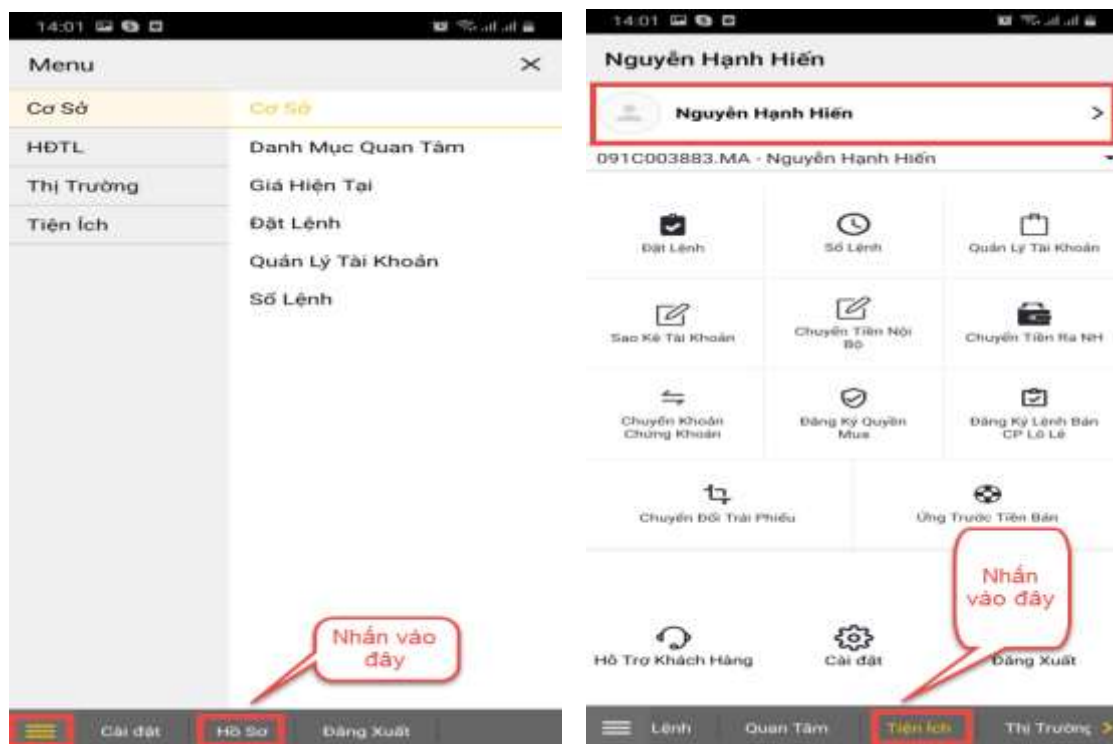 14:01
Menu
Cơ Sở
HĐTL
Thị Trường
Tiện Ích
Cơ Sở
Danh Mục Quan Tâm
Giá Hiện Tại
Đặt Lệnh
Quản Lý Tài Khoản
Sổ Lệnh
Nhấn vào
đây
Cài đặt
Hồ Sơ
Đăng Xuất
14:01
Nguyễn Hạnh Hiến
Nguyễn Hạnh Hiến
091C003883.MA - Nguyễn Hạnh Hiến
Đặt Lệnh
Sổ Lệnh
Quản Lý Tài Khoản
Sao Kê Tài Khoản
Chuyển Tiền Nội
Bộ
Chuyển Tiền Ra NH
Chuyển Khoản
Chứng Khoán
Đăng Ký Quyền
Mua
Đăng Ký Lệnh Bán
CP Lô Lẻ
Chuyển Đổi Trái Phiếu
Ứng Trước Tiền Bán
Nhấn
vào đây
Hỗ Trợ Khách Hàng
Cài đặt
Đăng Xuất
Lệnh
Quan Tâm
Tiện Ích
Thị Trường